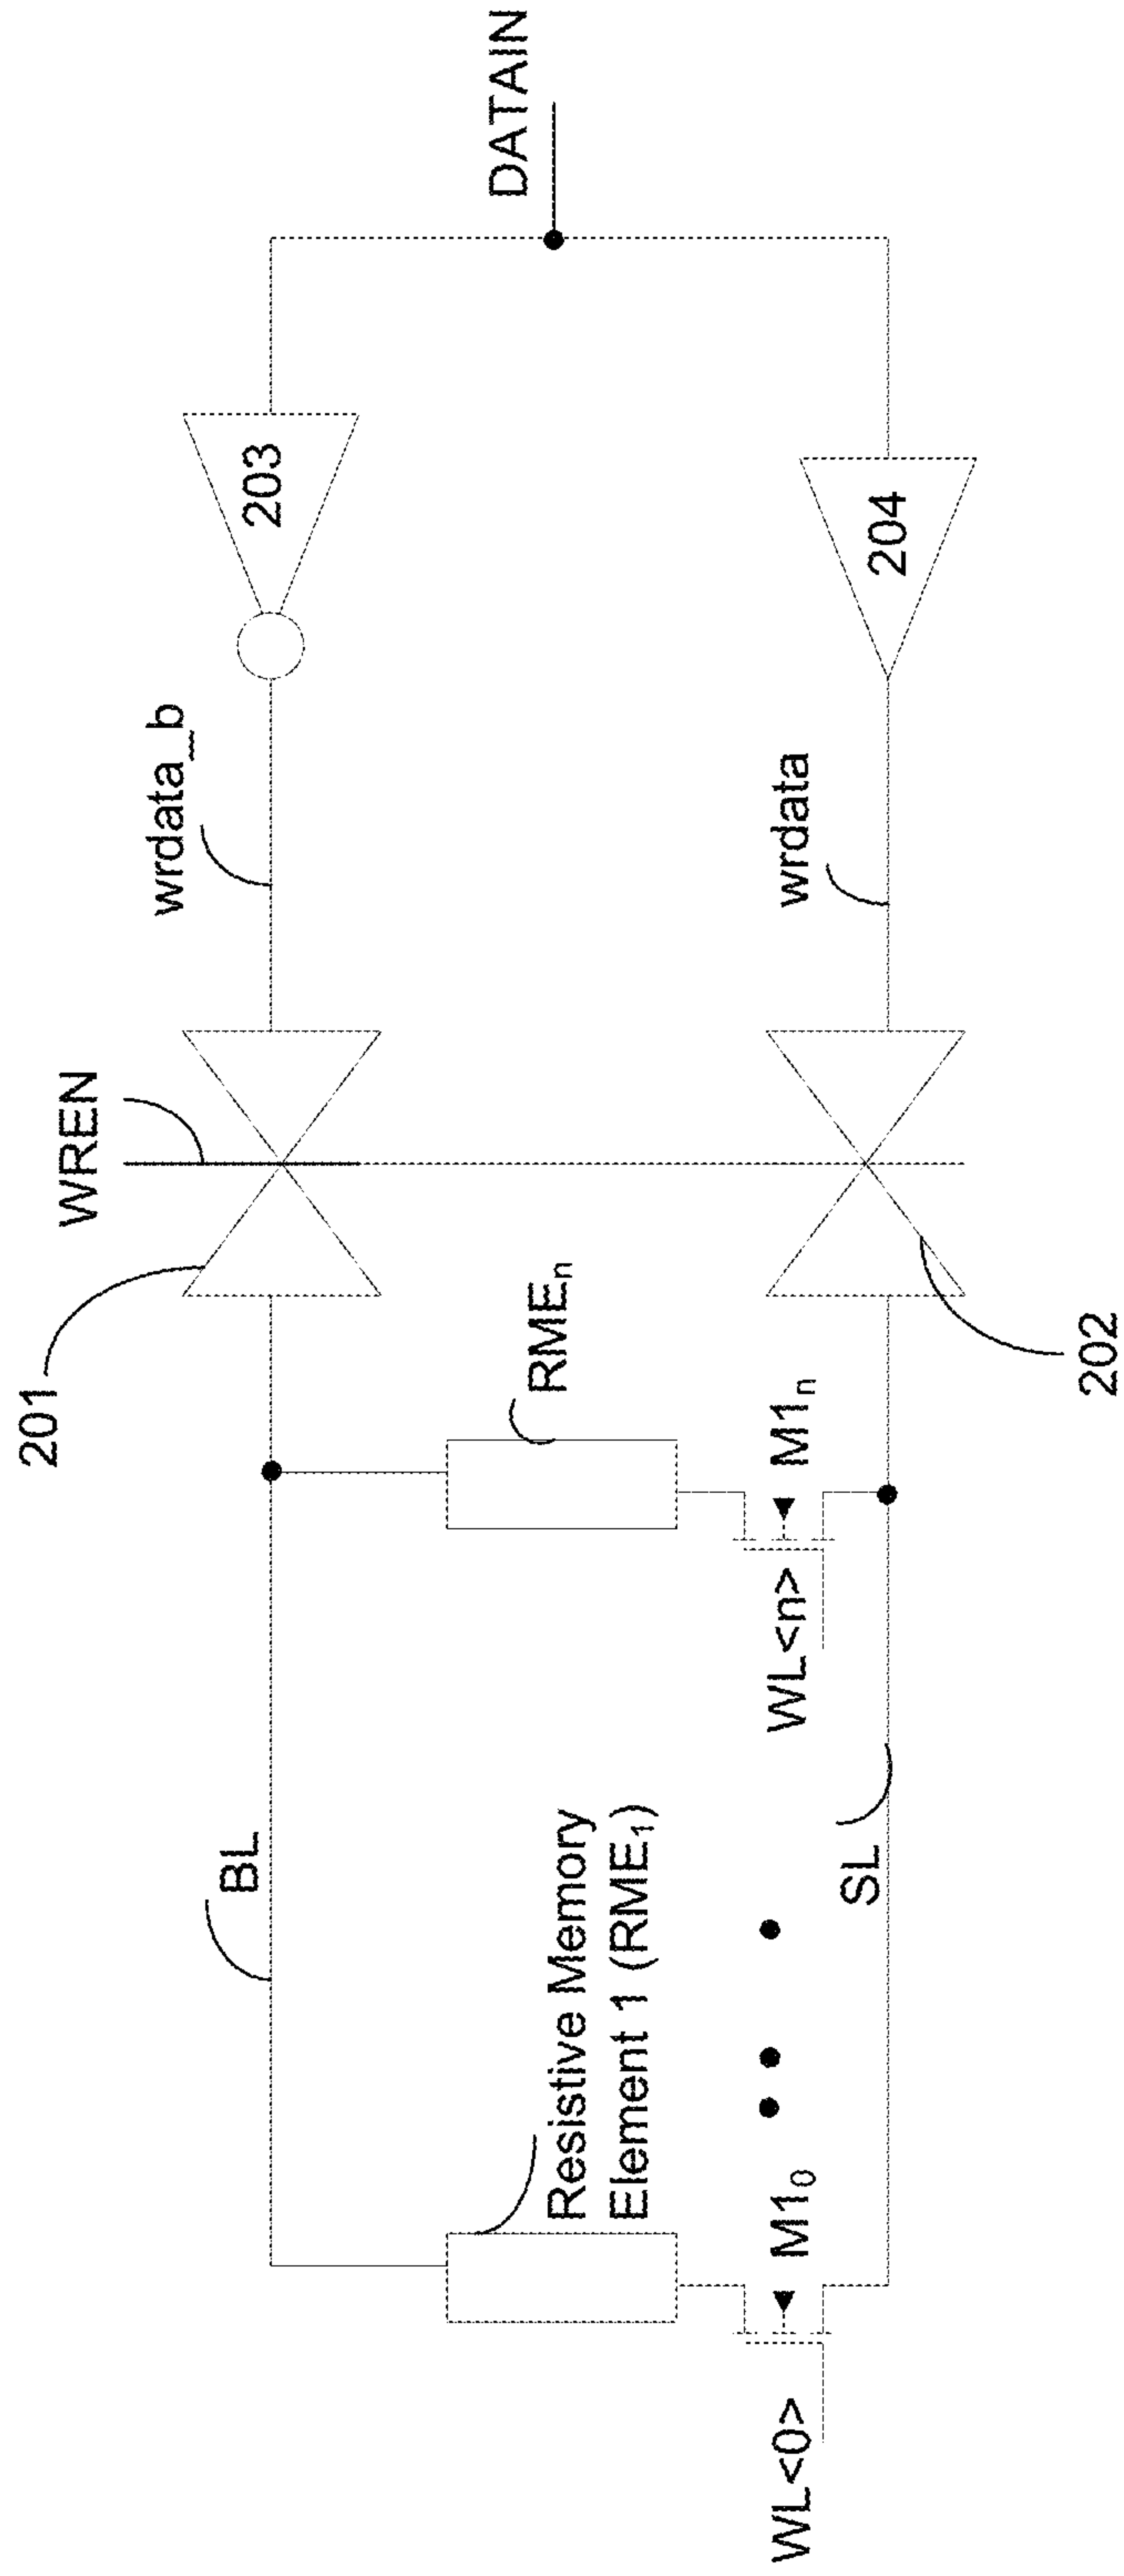 DATAIN
203
204
wrdata_b
wrdata
WREN
201
202
RMEₙ
M1ₙ
WL<n>
BL
SL
Resistive Memory
Element 1 (RME₁)
M1₀
WL<0>